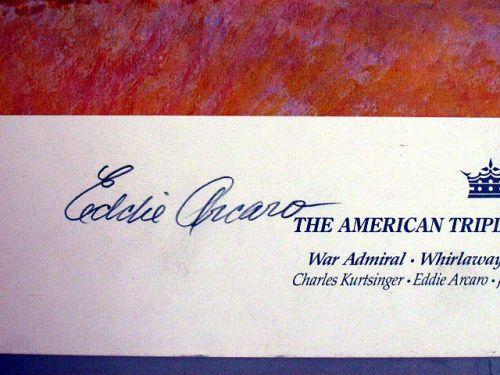 Eddie Arcaro
THE AMERICAN TRIPL
War Admiral • Whirlaway
Charles Kurtsinger • Eddie Arcaro •